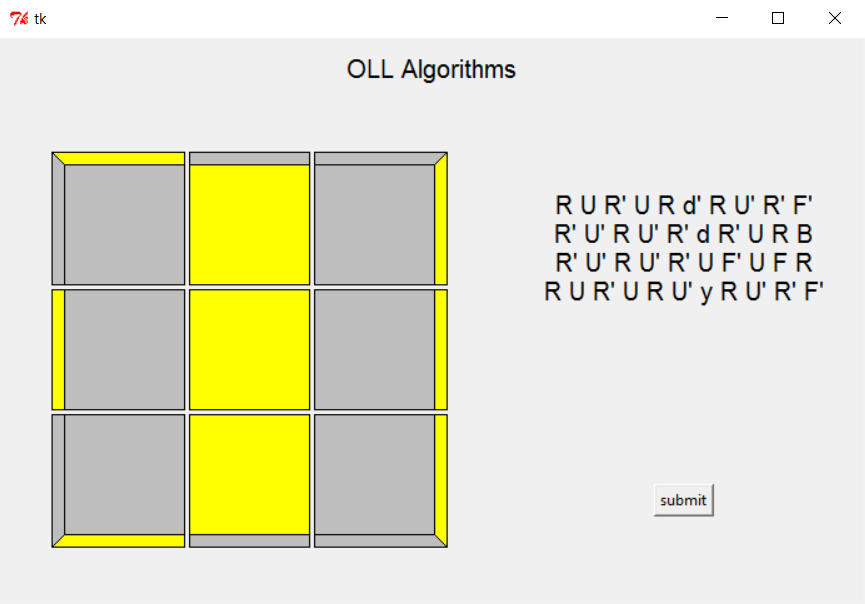 tk
OLL Algorithms
R U R' U R d' R U' R' F'
R' U' R U' R' d R' U R B
R' U' R U' R' U F' U F R
R U R' U R U' y R U' R' F'
submit